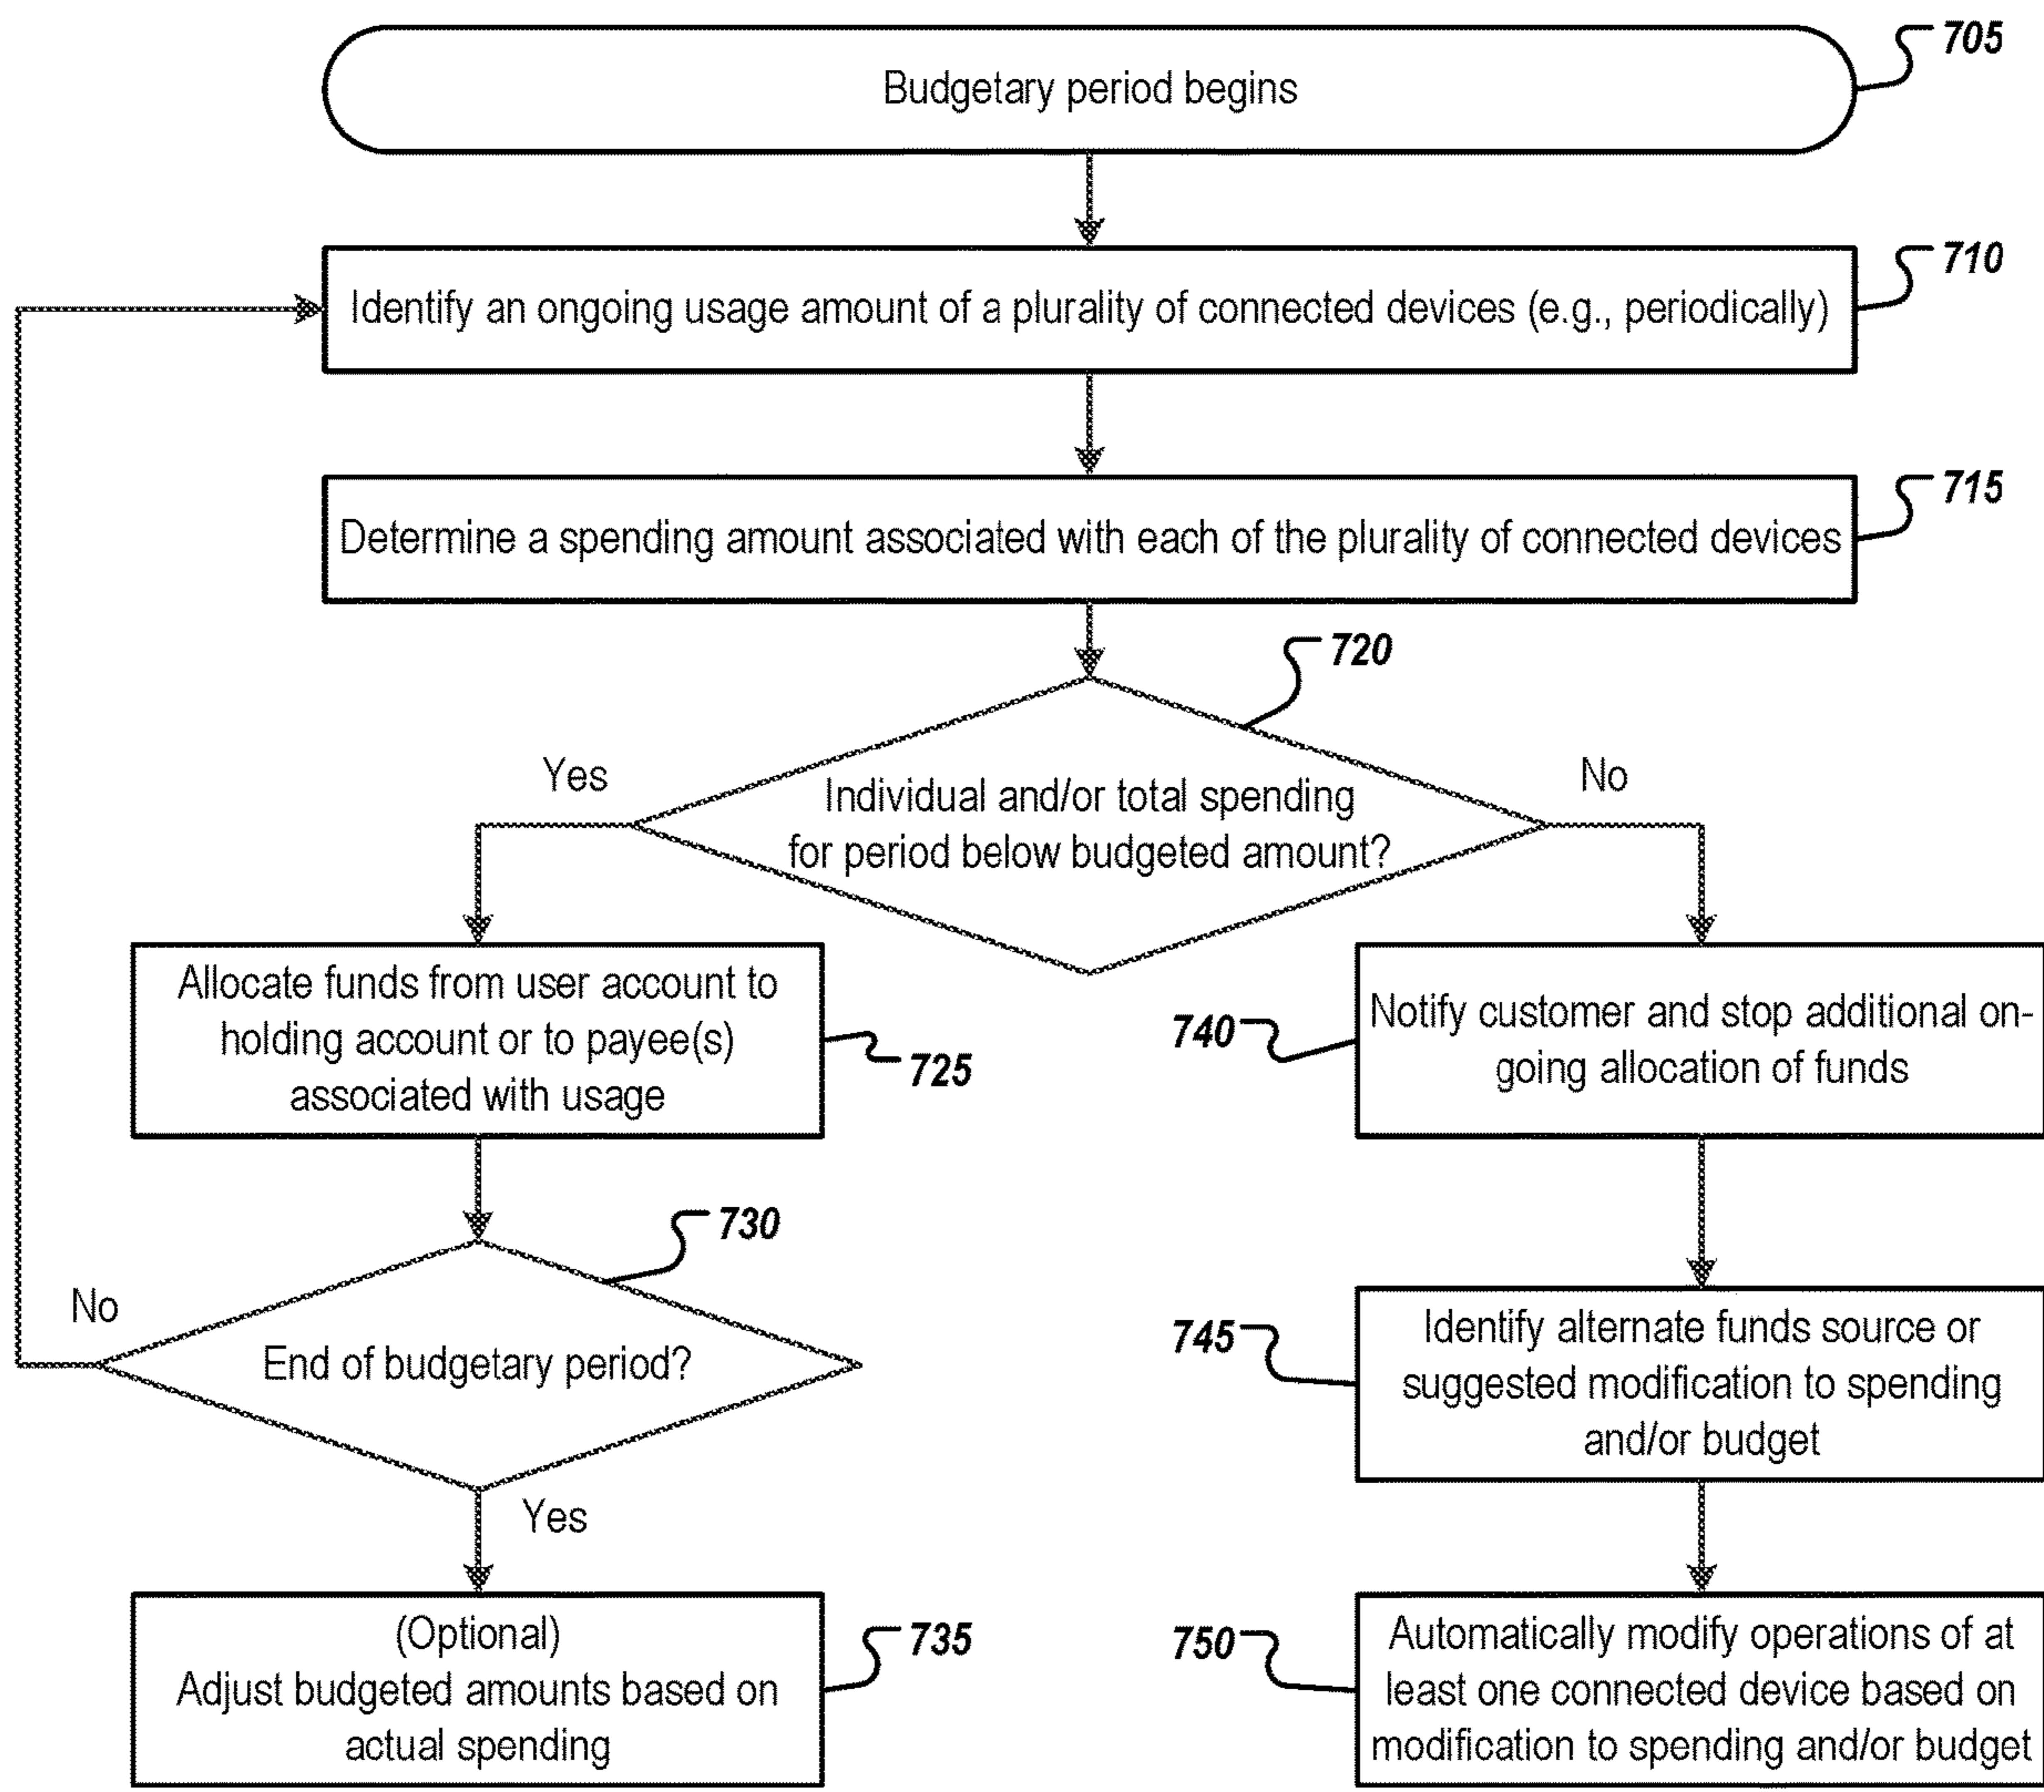 705
Budgetary period begins
710
Identify an ongoing usage amount of a plurality of connected devices (e.g., periodically)
715
Determine a spending amount associated with each of the plurality of connected devices
720
Yes
No
Individual and/or total spending
for period below budgeted amount?
Allocate funds from user account to
holding account or to payee(s)
associated with usage
725
740
Notify customer and stop additional on-
going allocation of funds
730
No
End of budgetary period?
Yes
745
Identify alternate funds source or
suggested modification to spending
and/or budget
(Optional)
Adjust budgeted amounts based on
actual spending
735
750
Automatically modify operations of at
least one connected device based on
modification to spending and/or budget